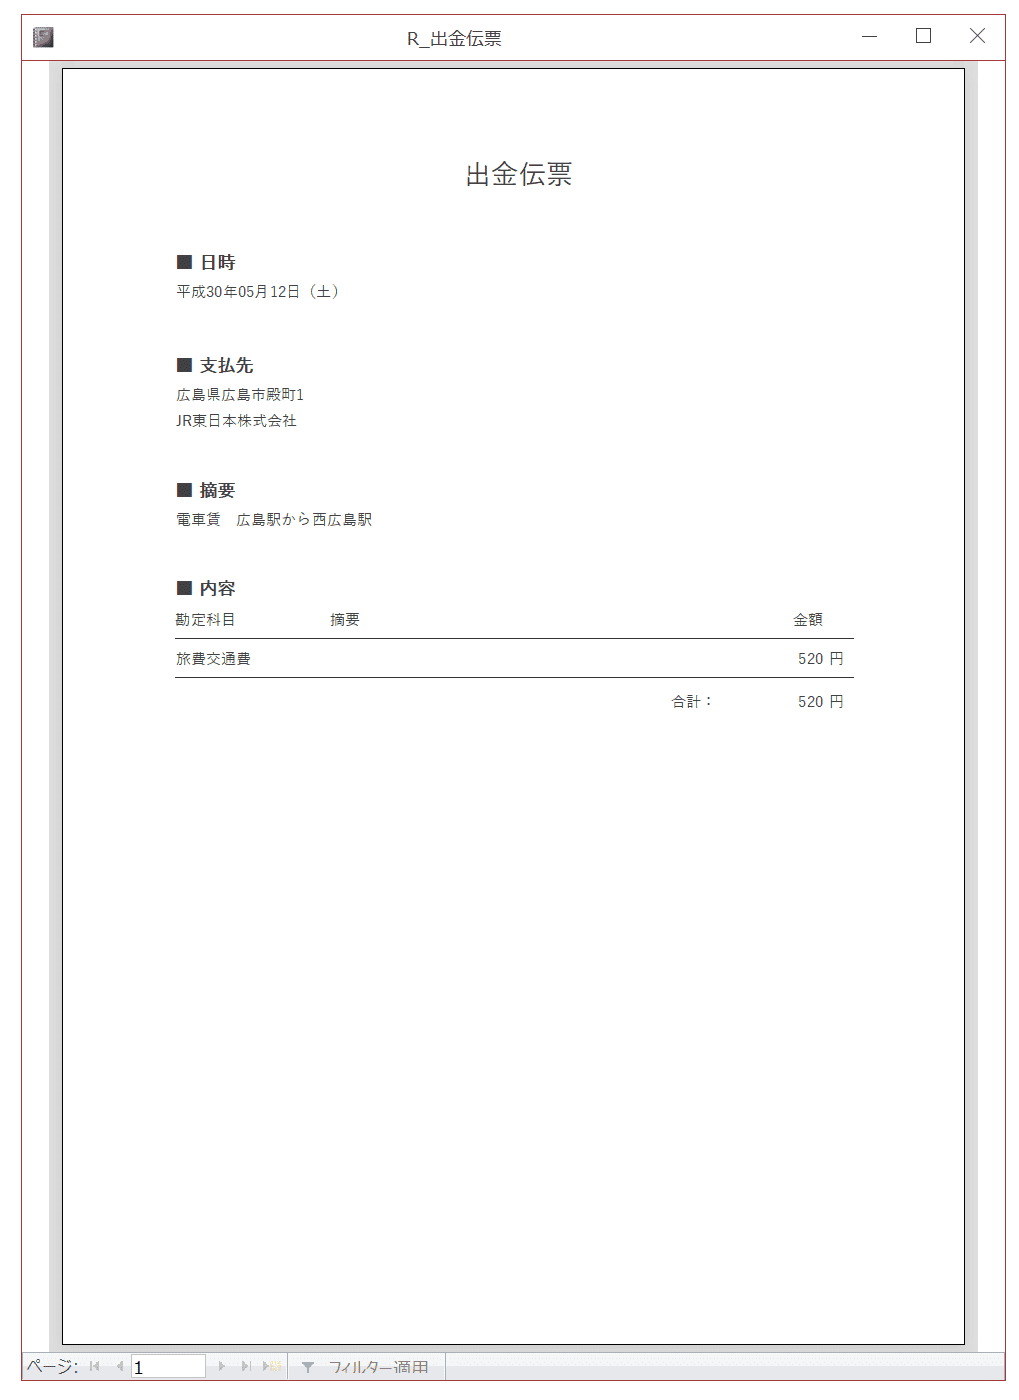 R_出金伝票
出金伝票
■ 日時
平成30年05月12日（土）
■ 支払先
広島県広島市殿町1
JR東日本株式会社
■ 摘要
電車賃　広島駅から西広島駅
■ 内容
勘定科目 摘要 金額
旅費交通費 520 円
合計： 520 円
ページ: 1 フィルター適用